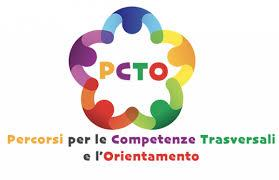 PCTO
Percorsi per le Competenze Trasversali
e l'Orientamento